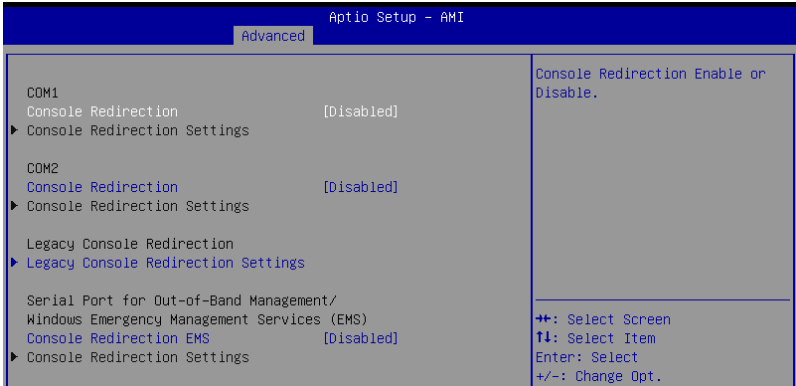 Aptio Setup – AMI
Advanced
COM1
Console Redirection [Disabled]
▶ Console Redirection Settings
COM2
Console Redirection [Disabled]
▶ Console Redirection Settings
Legacy Console Redirection
▶ Legacy Console Redirection Settings
Serial Port for Out-of-Band Management/
Windows Emergency Management Services (EMS)
Console Redirection EMS [Disabled]
▶ Console Redirection Settings
Console Redirection Enable or
Disable.
→←: Select Screen
↑↓: Select Item
Enter: Select
+/-: Change Opt.